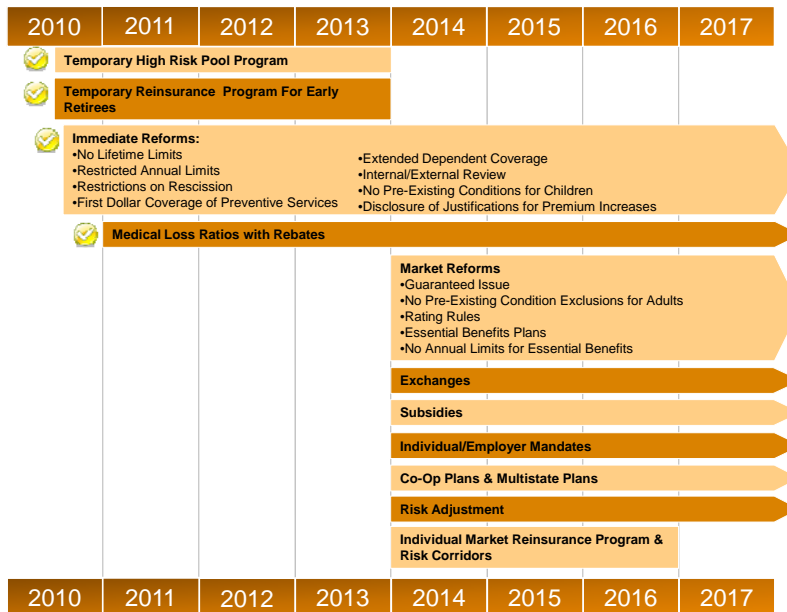 2010 2011 2012 2013 2014 2015 2016 2017
Temporary High Risk Pool Program
Temporary Reinsurance Program For Early
Retirees
Immediate Reforms:
•No Lifetime Limits
•Restricted Annual Limits
•Restrictions on Rescission
•First Dollar Coverage of Preventive Services
•Extended Dependent Coverage
•Internal/External Review
•No Pre-Existing Conditions for Children
•Disclosure of Justifications for Premium Increases
Medical Loss Ratios with Rebates
Market Reforms
•Guaranteed Issue
•No Pre-Existing Condition Exclusions for Adults
•Rating Rules
•Essential Benefits Plans
•No Annual Limits for Essential Benefits
Exchanges
Subsidies
Individual/Employer Mandates
Co-Op Plans & Multistate Plans
Risk Adjustment
Individual Market Reinsurance Program &
Risk Corridors
2010 2011 2012 2013 2014 2015 2016 2017